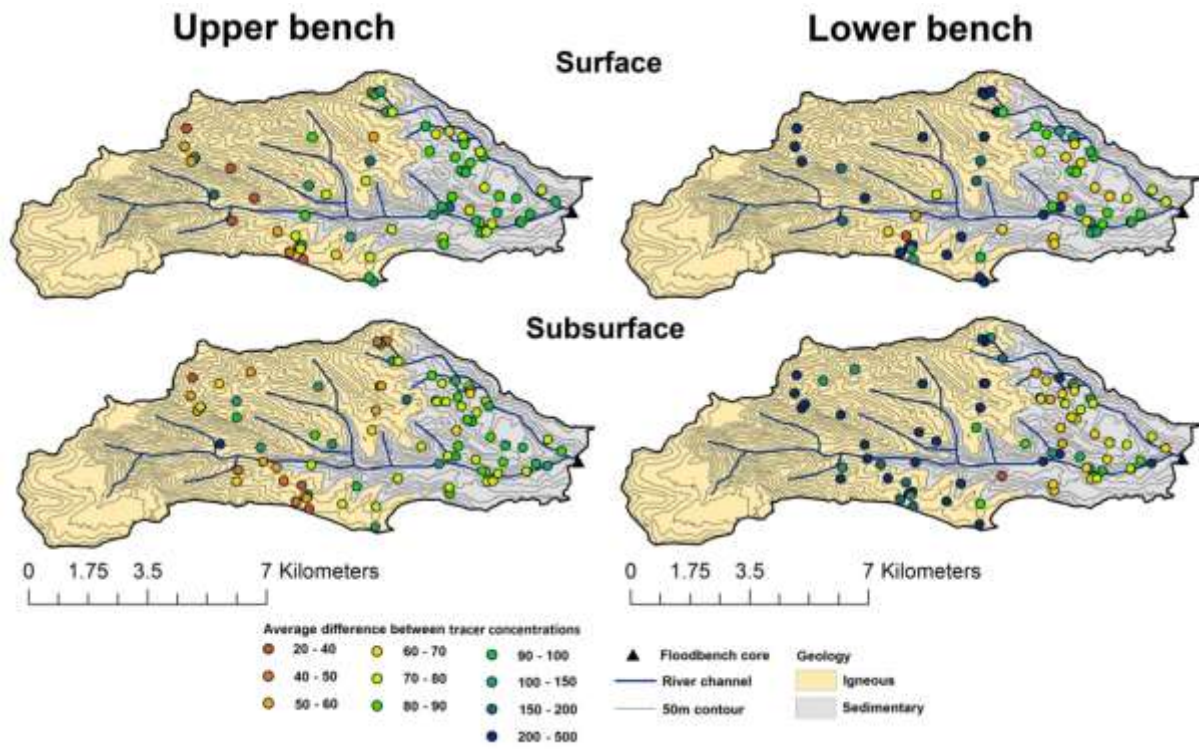 Upper bench
Lower bench
Surface
Subsurface
0 1.75 3.5 7 Kilometers
0 1.75 3.5 7 Kilometers
Average difference between tracer concentrations
20 - 40
40 - 50
50 - 60
60 - 70
70 - 80
80 - 90
90 - 100
100 - 150
150 - 200
200 - 500
Floodbench core
River channel
50m contour
Geology
Igneous
Sedimentary